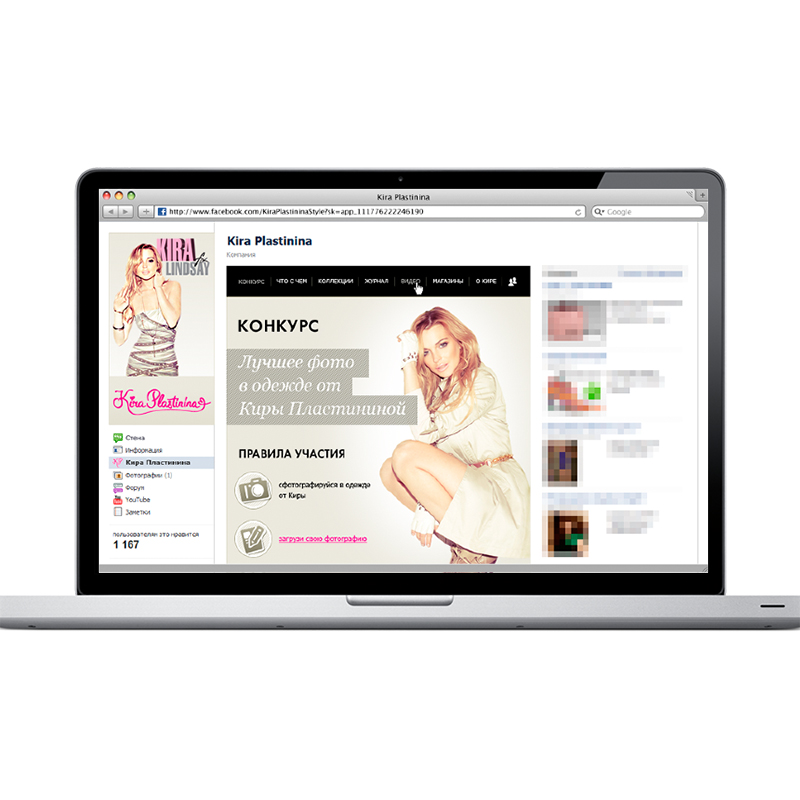 Kira Plastinina
http://www.facebook.com/KiraPlastininaStyle?sk=app_111776222246190
Google
KIRA
for
LINDSAY
Kira Plastinina
Стена
Информация
Кира Пластинина
Фотографии (1)
Форум
YouTube
Заметки
пользователям это нравится
1 167
Kira Plastinina
Компания
КОНКУРС
ЧТО С ЧЕМ
КОЛЛЕКЦИИ
ЖУРНАЛ
ВИДЕО
МАГАЗИНЫ
О КИРЕ
КОНКУРС
Лучшее фото
в одежде от
Киры Пластининой
ПРАВИЛА УЧАСТИЯ
сфотографируйся в одежде
от Киры
загрузи свою фотографию